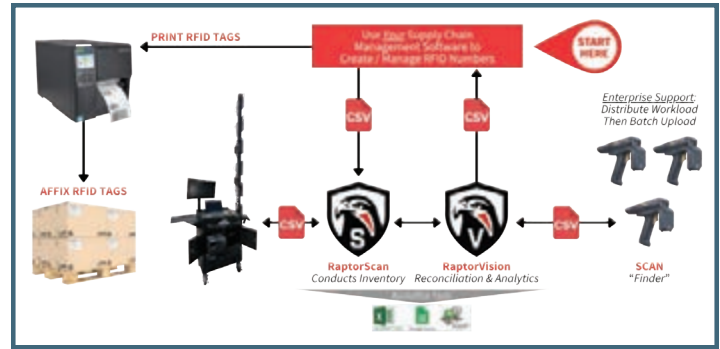 PRINT RFID TAGS
Use Your Supply Chain
Management Software to
Create / Manage RFID Numbers
START
HERE
Enterprise Support:
Distribute Workload
Then Batch Upload
CSV
CSV
AFFIX RFID TAGS
CSV
S
V
CSV
RaptorScan
Conducts Inventory
RaptorVision
Reconciliation & Analytics
SCAN
"Finder"